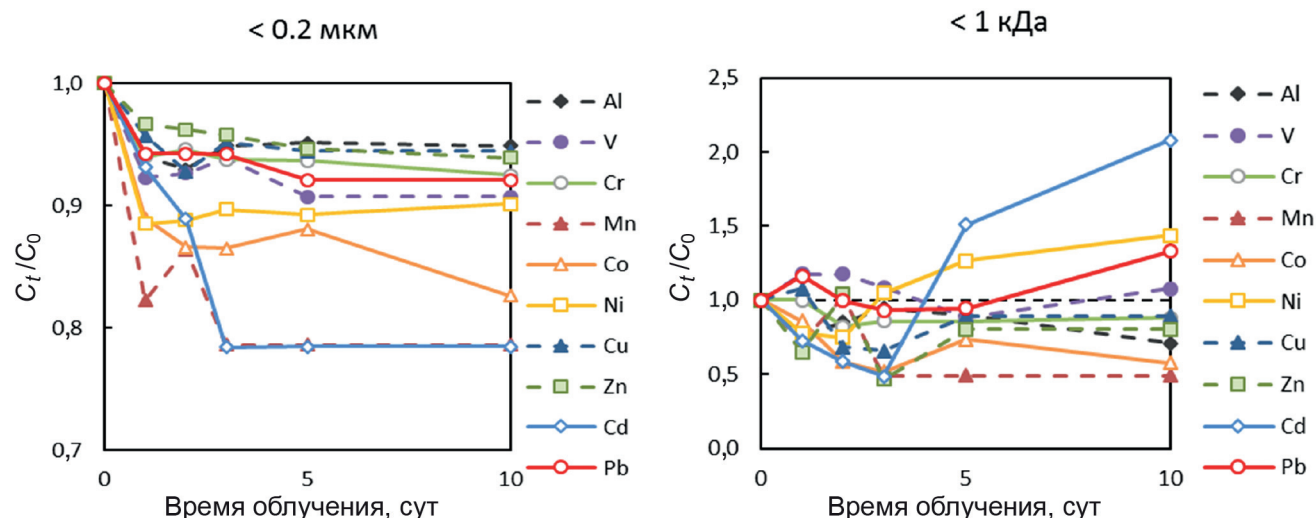 < 0.2 мкм
Cₜ/C₀
1,0
0,9
0,8
0,7
0
5
10
Время облучения, сут
Al
V
Cr
Mn
Co
Ni
Cu
Zn
Cd
Pb
< 1 кДа
Cₜ/C₀
2,5
2,0
1,5
1,0
0,5
0,0
0
5
10
Время облучения, сут
Al
V
Cr
Mn
Co
Ni
Cu
Zn
Cd
Pb